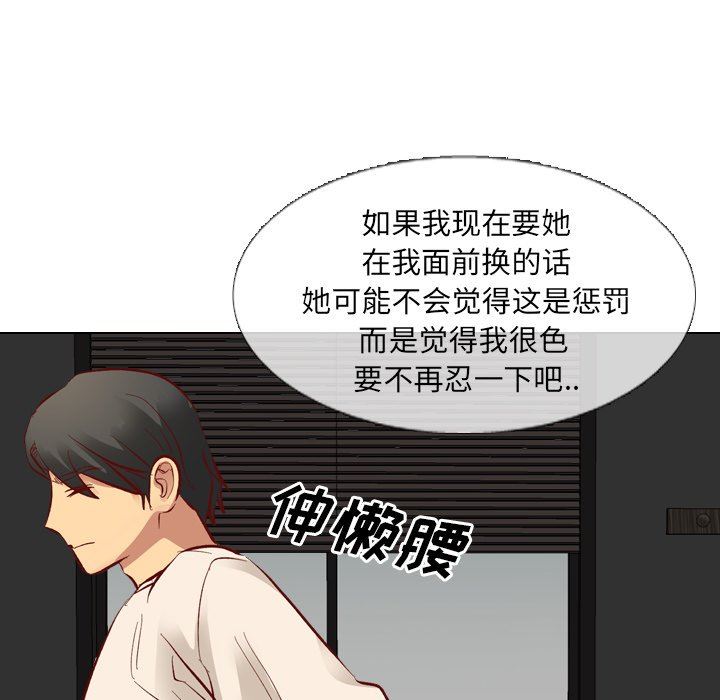 如果我现在要她
在我面前换的话
她可能不会觉得这是惩罚
而是觉得我很色
要不再忍一下吧..
伸懒腰